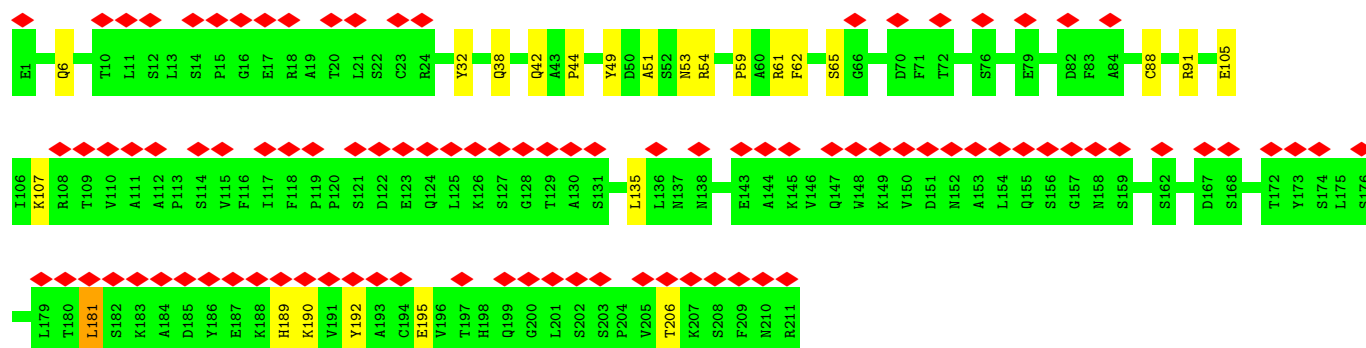 E1 Q6 T10 L11 S12 L13 S14 P15 G16 E17 R18 A19 T20 L21 S22 C23 R24 Y32 Q38 Q42 A43 P44 Y49 D50 A51 S52 N53 R54 P59 A60 R61 F62 S65 G66 D70 F71 T72 S76 E79 D82 F83 A84 C88 R91 E105
I106 K107 R108 T109 V110 A111 A112 P113 S114 V115 F116 I117 F118 P119 P120 S121 D122 E123 Q124 L125 K126 S127 G128 T129 A130 S131 L135 L136 N137 N138 E143 A144 K145 V146 Q147 W148 K149 V150 D151 N152 A153 L154 Q155 S156 G157 N158 S159 S162 D167 S168 T172 Y173 S174 L175 S176
L179 T180 L181 S182 K183 A184 D185 Y186 E187 K188 H189 K190 V191 Y192 A193 C194 E195 V196 T197 H198 Q199 G200 L201 S202 S203 P204 V205 T206 K207 S208 F209 N210 R211